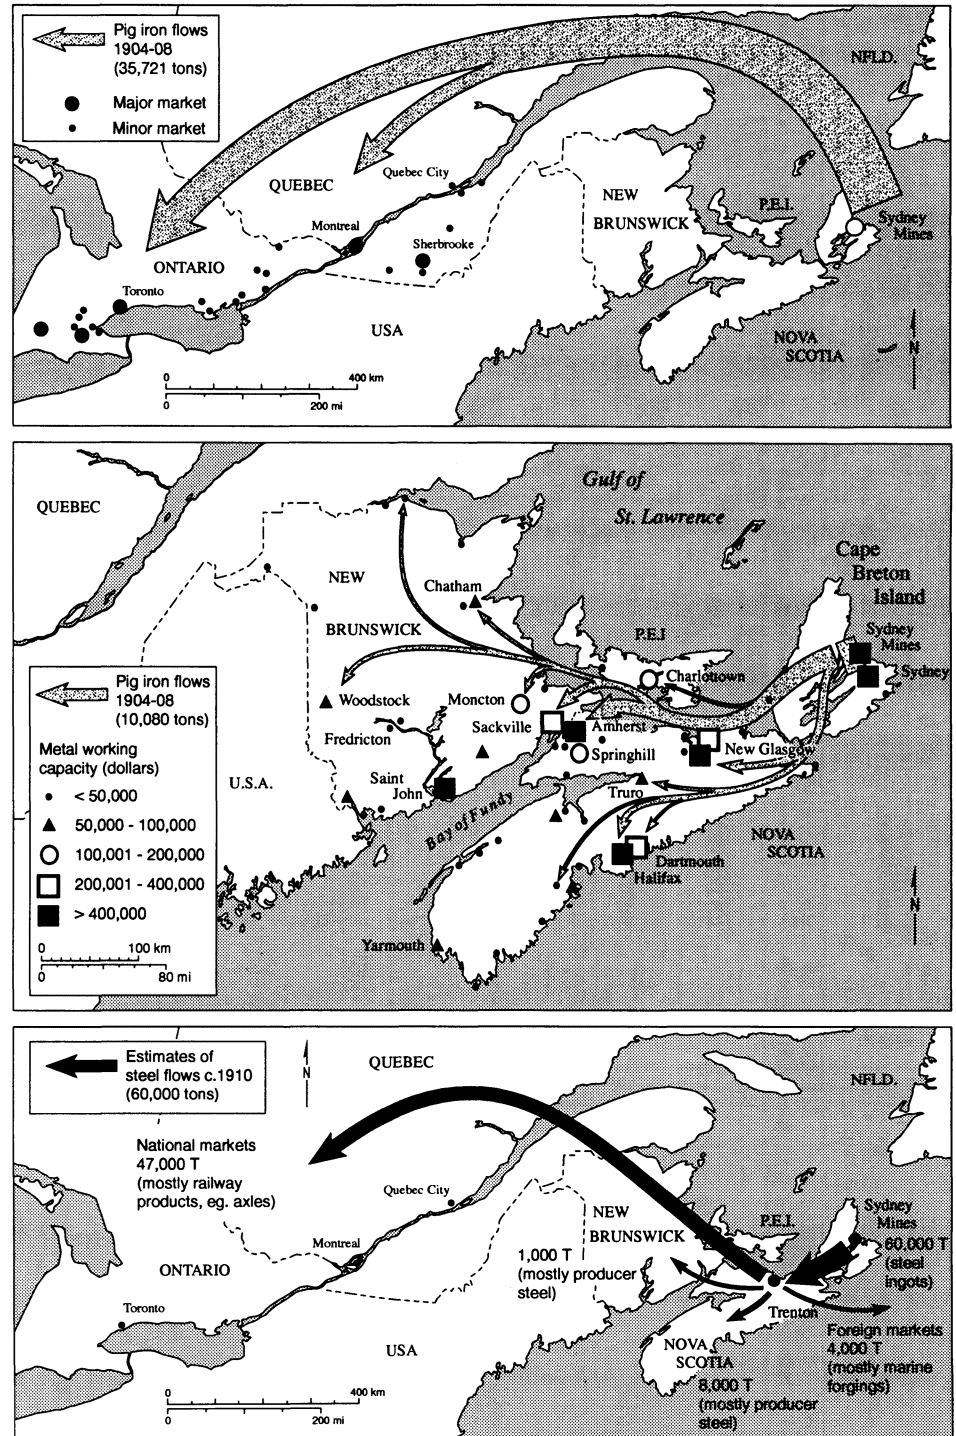 Pig iron flows
1904-08
(35,721 tons)
Major market
Minor market
NFLD.
QUEBEC
Quebec City
NEW
BRUNSWICK
P.E.I.
Sydney
Mines
Montreal
Sherbrooke
ONTARIO
Toronto
USA
NOVA
SCOTIA
N
0
400 km
0
200 mi
Gulf of
St. Lawrence
QUEBEC
Cape
Breton
Island
NEW
BRUNSWICK
Chatham
P.E.I
Sydney
Mines
Sydney
Charlottown
Pig iron flows
1904-08
(10,080 tons)
Woodstock
Moncton
Sackville
Amherst
Fredricton
Springhill
New Glasgow
Metal working
capacity (dollars)
< 50,000
50,000 - 100,000
100,001 - 200,000
200,001 - 400,000
> 400,000
U.S.A.
Saint
John
Truro
Bay of Fundy
NOVA
SCOTIA
Dartmouth
Halifax
Yarmouth
N
0
100 km
0
80 mi
Estimates of
steel flows c.1910
(60,000 tons)
N
QUEBEC
NFLD.
National markets
47,000 T
(mostly railway
products, eg. axles)
Quebec City
NEW
BRUNSWICK
P.E.I.
Sydney
Mines
60,000 T
(steel
ingots)
Montreal
ONTARIO
1,000 T
(mostly producer
steel)
Toronto
Trenton
USA
Foreign markets
4,000 T
(mostly marine
forgings)
NOVA
SCOTIA
8,000 T
(mostly producer
steel)
0
400 km
0
200 mi